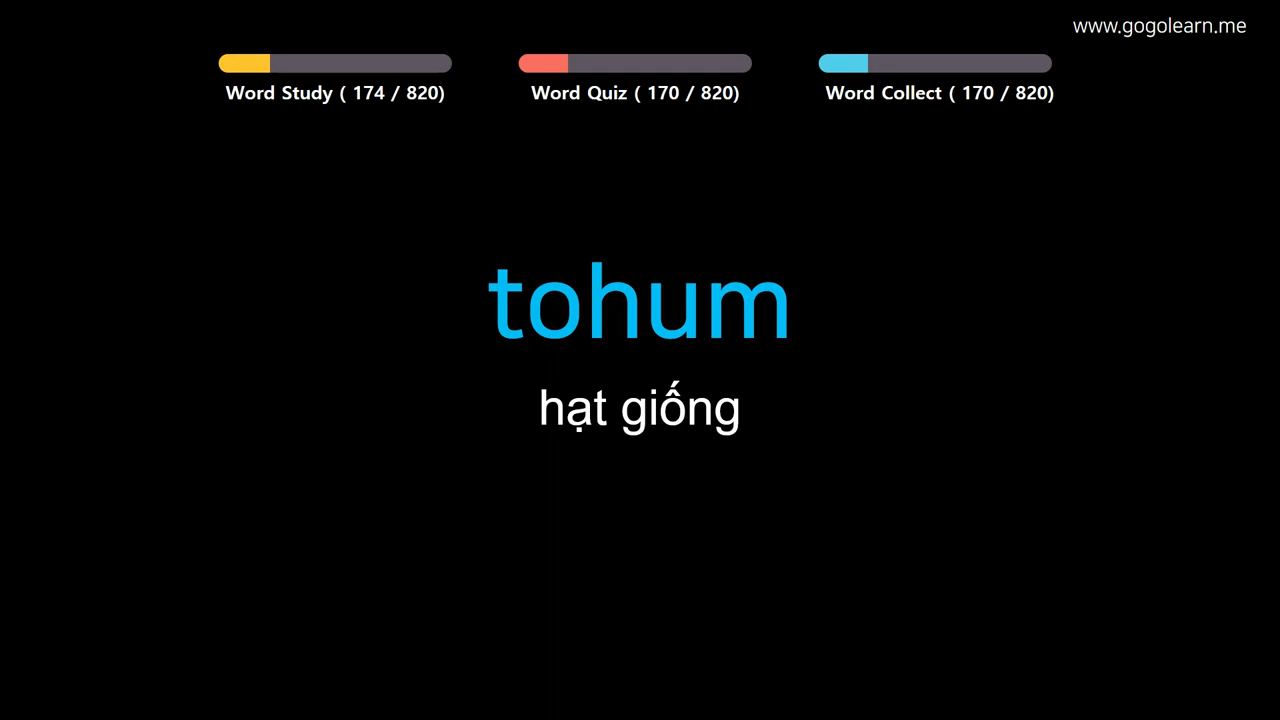 www.gogolearn.me
Word Study ( 174 / 820)
Word Quiz ( 170 / 820)
Word Collect ( 170 / 820)
tohum
hạt giống